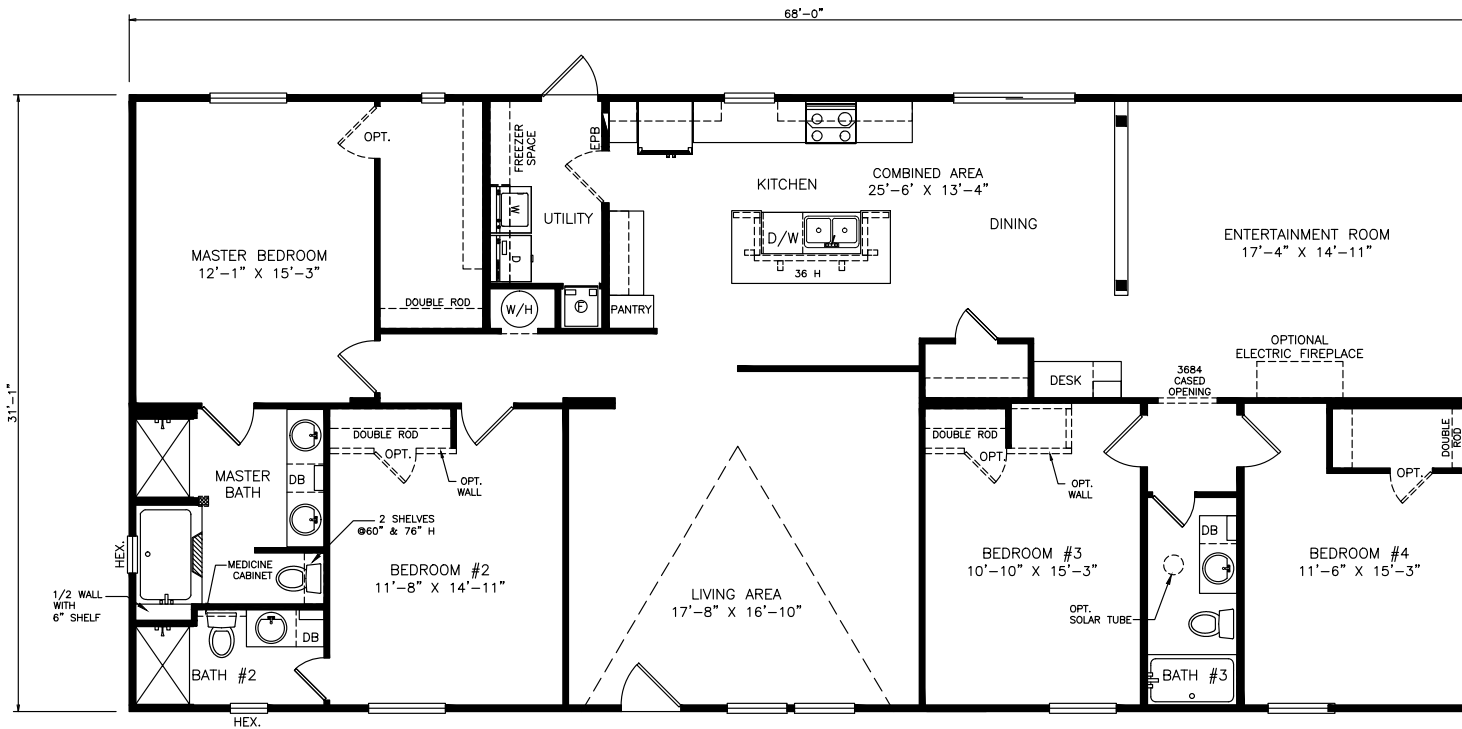 68'-0"
31'-1"
OPT.
FREEZER
SPACE
EPB
KITCHEN
COMBINED AREA
25'-6' X 13'-4"
UTILITY
W
D
D/W
DINING
36 H
MASTER BEDROOM
12'-1" X 15'-3"
ENTERTAINMENT ROOM
17'-4" X 14'-11"
DOUBLE ROD
W/H
F
PANTRY
OPTIONAL
ELECTRIC FIREPLACE
DESK
3684
CASED
OPENING
DOUBLE ROD
OPT.
OPT.
WALL
DOUBLE ROD
OPT.
OPT.
WALL
DOUBLE
ROD
OPT.
MASTER
BATH
DB
2 SHELVES
@60" & 76" H
HEX.
MEDICINE
CABINET
BEDROOM #2
11'-8" X 14'-11"
LIVING AREA
17'-8" X 16'-10"
BEDROOM #3
10'-10" X 15'-3"
DB
BEDROOM #4
11'-6" X 15'-3"
1/2 WALL
WITH
6" SHELF
OPT.
SOLAR TUBE
DB
BATH #2
BATH #3
HEX.